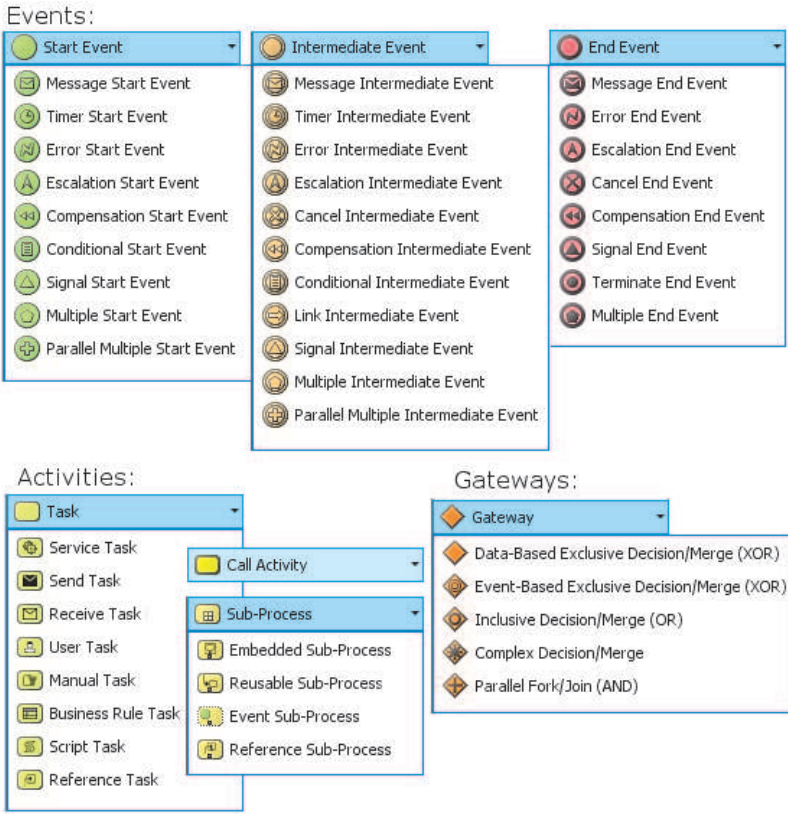 Events:
Start Event
Message Start Event
Timer Start Event
Error Start Event
Escalation Start Event
Compensation Start Event
Conditional Start Event
Signal Start Event
Multiple Start Event
Parallel Multiple Start Event
Intermediate Event
Message Intermediate Event
Timer Intermediate Event
Error Intermediate Event
Escalation Intermediate Event
Cancel Intermediate Event
Compensation Intermediate Event
Conditional Intermediate Event
Link Intermediate Event
Signal Intermediate Event
Multiple Intermediate Event
Parallel Multiple Intermediate Event
End Event
Message End Event
Error End Event
Escalation End Event
Cancel End Event
Compensation End Event
Signal End Event
Terminate End Event
Multiple End Event
Activities:
Task
Service Task
Send Task
Receive Task
User Task
Manual Task
Business Rule Task
Script Task
Reference Task
Call Activity
Sub-Process
Embedded Sub-Process
Reusable Sub-Process
Event Sub-Process
Reference Sub-Process
Gateways:
Gateway
Data-Based Exclusive Decision/Merge (XOR)
Event-Based Exclusive Decision/Merge (XOR)
Inclusive Decision/Merge (OR)
Complex Decision/Merge
Parallel Fork/Join (AND)